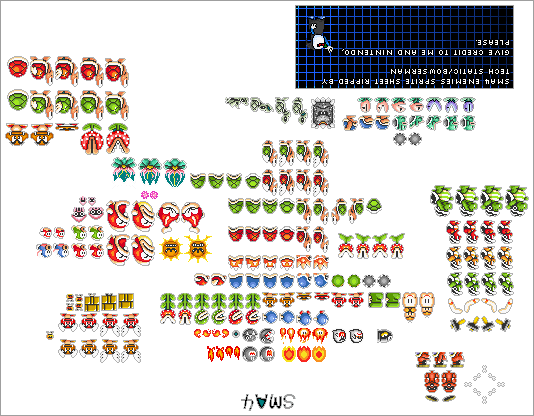 SMA4
SMA4 ENEMIES SPRITE SHEET RIPPED BY
TECH STATIC/BOWSERMAN
GIVE CREDIT TO ME AND NINTENDO,
PLEASE.